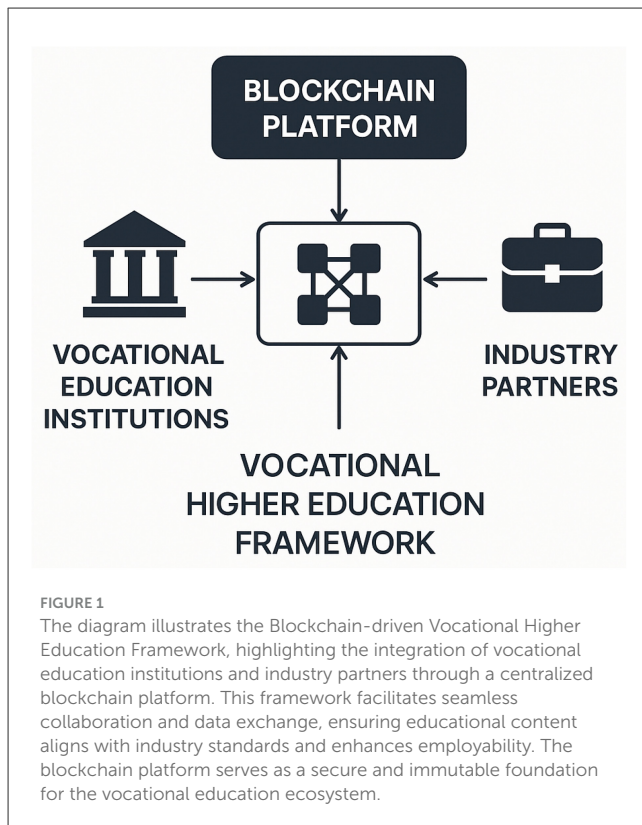 BLOCKCHAIN
PLATFORM
VOCATIONAL
EDUCATION
INSTITUTIONS
INDUSTRY
PARTNERS
VOCATIONAL
HIGHER EDUCATION
FRAMEWORK
FIGURE 1
The diagram illustrates the Blockchain-driven Vocational Higher
Education Framework, highlighting the integration of vocational
education institutions and industry partners through a centralized
blockchain platform. This framework facilitates seamless
collaboration and data exchange, ensuring educational content
aligns with industry standards and enhances employability. The
blockchain platform serves as a secure and immutable foundation
for the vocational education ecosystem.